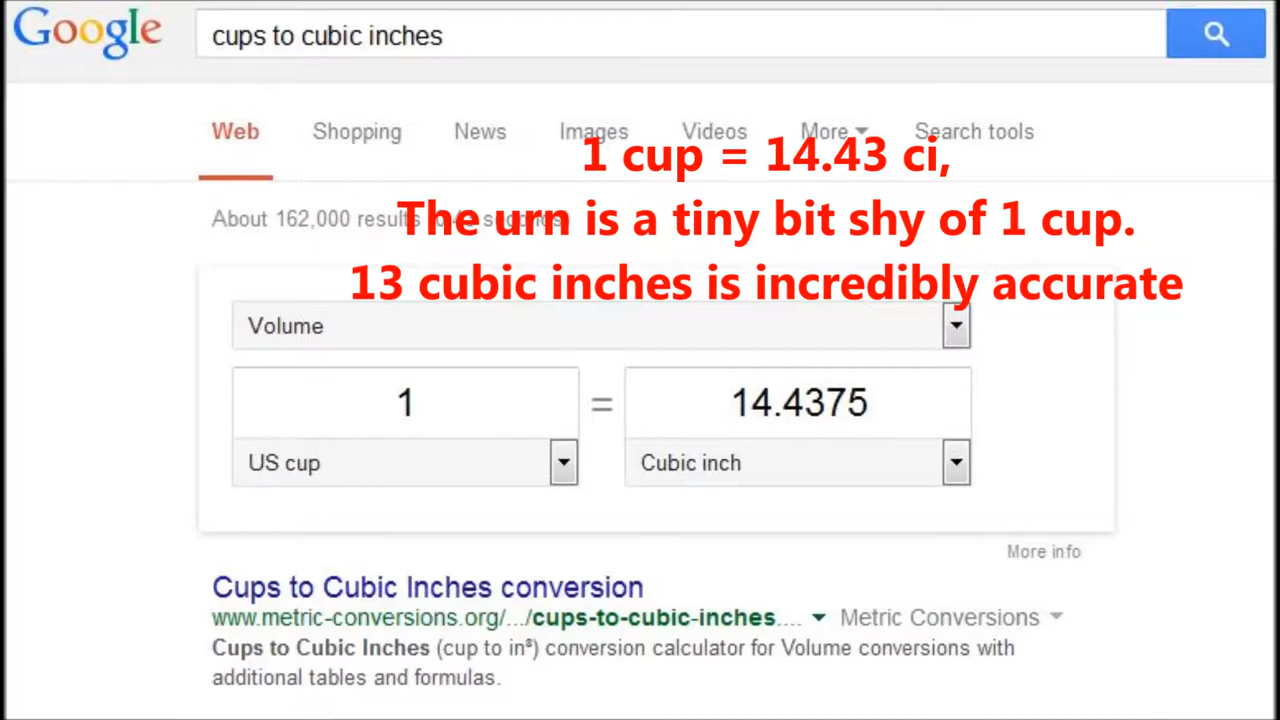 Google
cups to cubic inches
Web Shopping News Images Videos More Search tools
1 cup = 14.43 ci,
About 162,000 results
The urn is a tiny bit shy of 1 cup.
13 cubic inches is incredibly accurate
Volume
1 = 14.4375
US cup Cubic inch
More info
Cups to Cubic Inches conversion
www.metric-conversions.org/.../cups-to-cubic-inches.... Metric Conversions
Cups to Cubic Inches (cup to in³) conversion calculator for Volume conversions with
additional tables and formulas.